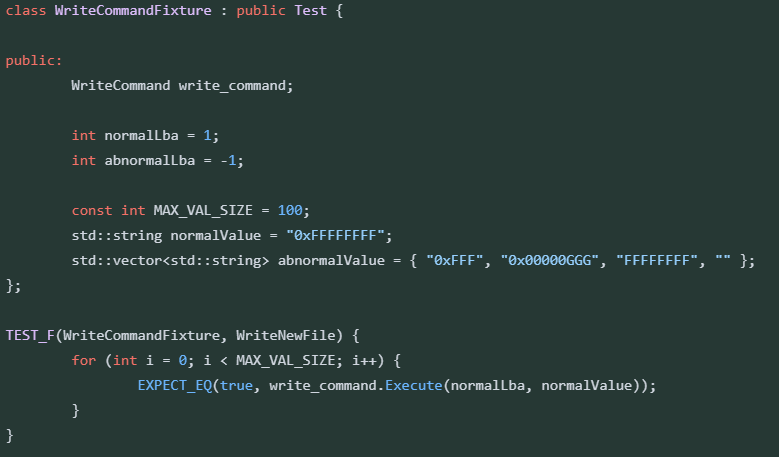 class WriteCommandFixture : public Test {
public:
WriteCommand write_command;
int normalLba = 1;
int abnormalLba = -1;
const int MAX_VAL_SIZE = 100;
std::string normalValue = "0xFFFFFFFF";
std::vector<std::string> abnormalValue = { "0xFFF", "0x00000GGG", "FFFFFFFF", "" };
};
TEST_F(WriteCommandFixture, WriteNewFile) {
for (int i = 0; i < MAX_VAL_SIZE; i++) {
EXPECT_EQ(true, write_command.Execute(normalLba, normalValue));
}
}